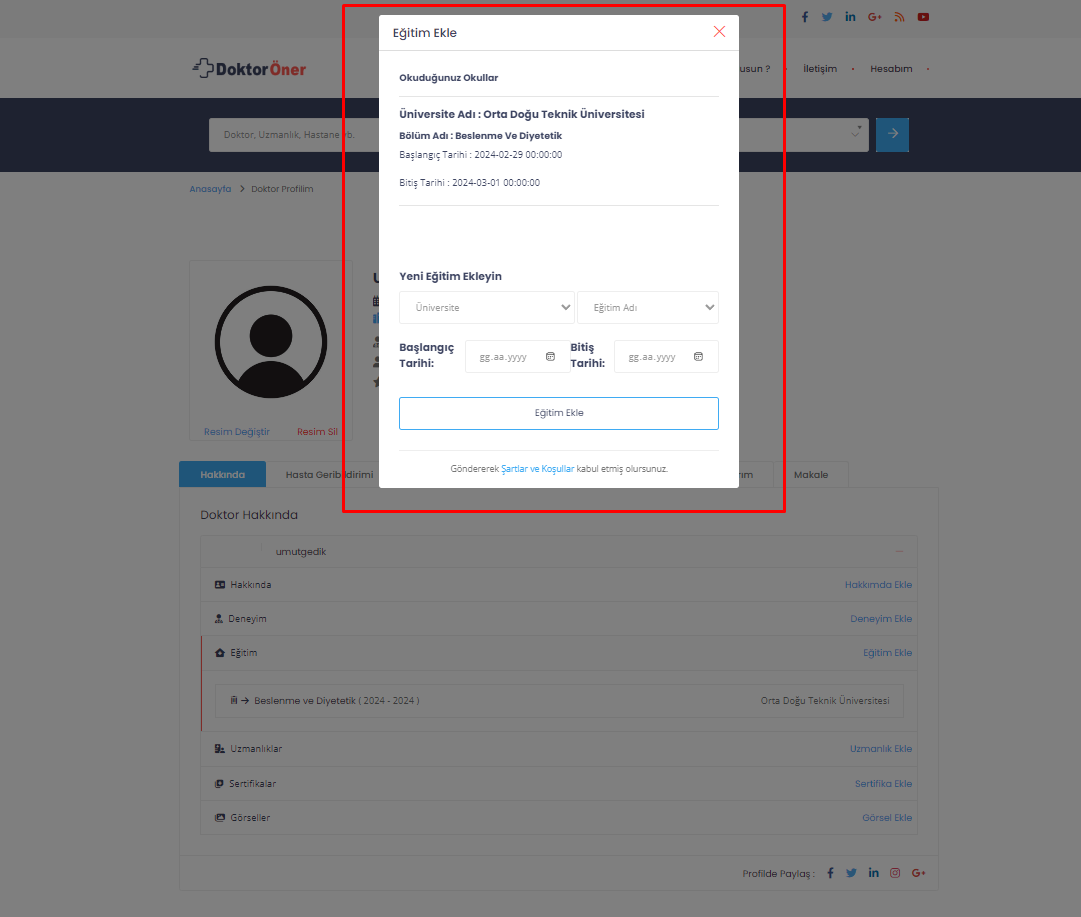 Eğitim Ekle
DoktorÖner
usun ?
İletişim
Hesabım
Doktor, Uzmanlık, Hastane vb.
Anasayfa > Doktor Profilim
Okuduğunuz Okullar
Üniversite Adı : Orta Doğu Teknik Üniversitesi
Bölüm Adı : Beslenme Ve Diyetetik
Başlangıç Tarihi : 2024-02-29 00:00:00
Bitiş Tarihi : 2024-03-01 00:00:00
Yeni Eğitim Ekleyin
Üniversite
Eğitim Adı
Başlangıç
Tarihi:
gg.aa.yyyy
Bitiş
Tarihi:
gg.aa.yyyy
Eğitim Ekle
Göndererek Şartlar ve Koşullar kabul etmiş olursunuz.
Resim Değiştir
Resim Sil
Hakkında
Hasta Geribildirimi
Makale
Doktor Hakkında
umutgedik
Hakkında
Hakkımda Ekle
Deneyim
Deneyim Ekle
Eğitim
Eğitim Ekle
Beslenme ve Diyetetik ( 2024 - 2024 )
Orta Doğu Teknik Üniversitesi
Uzmanlıklar
Uzmanlık Ekle
Sertifikalar
Sertifika Ekle
Görseller
Görsel Ekle
Profilde Paylaş :